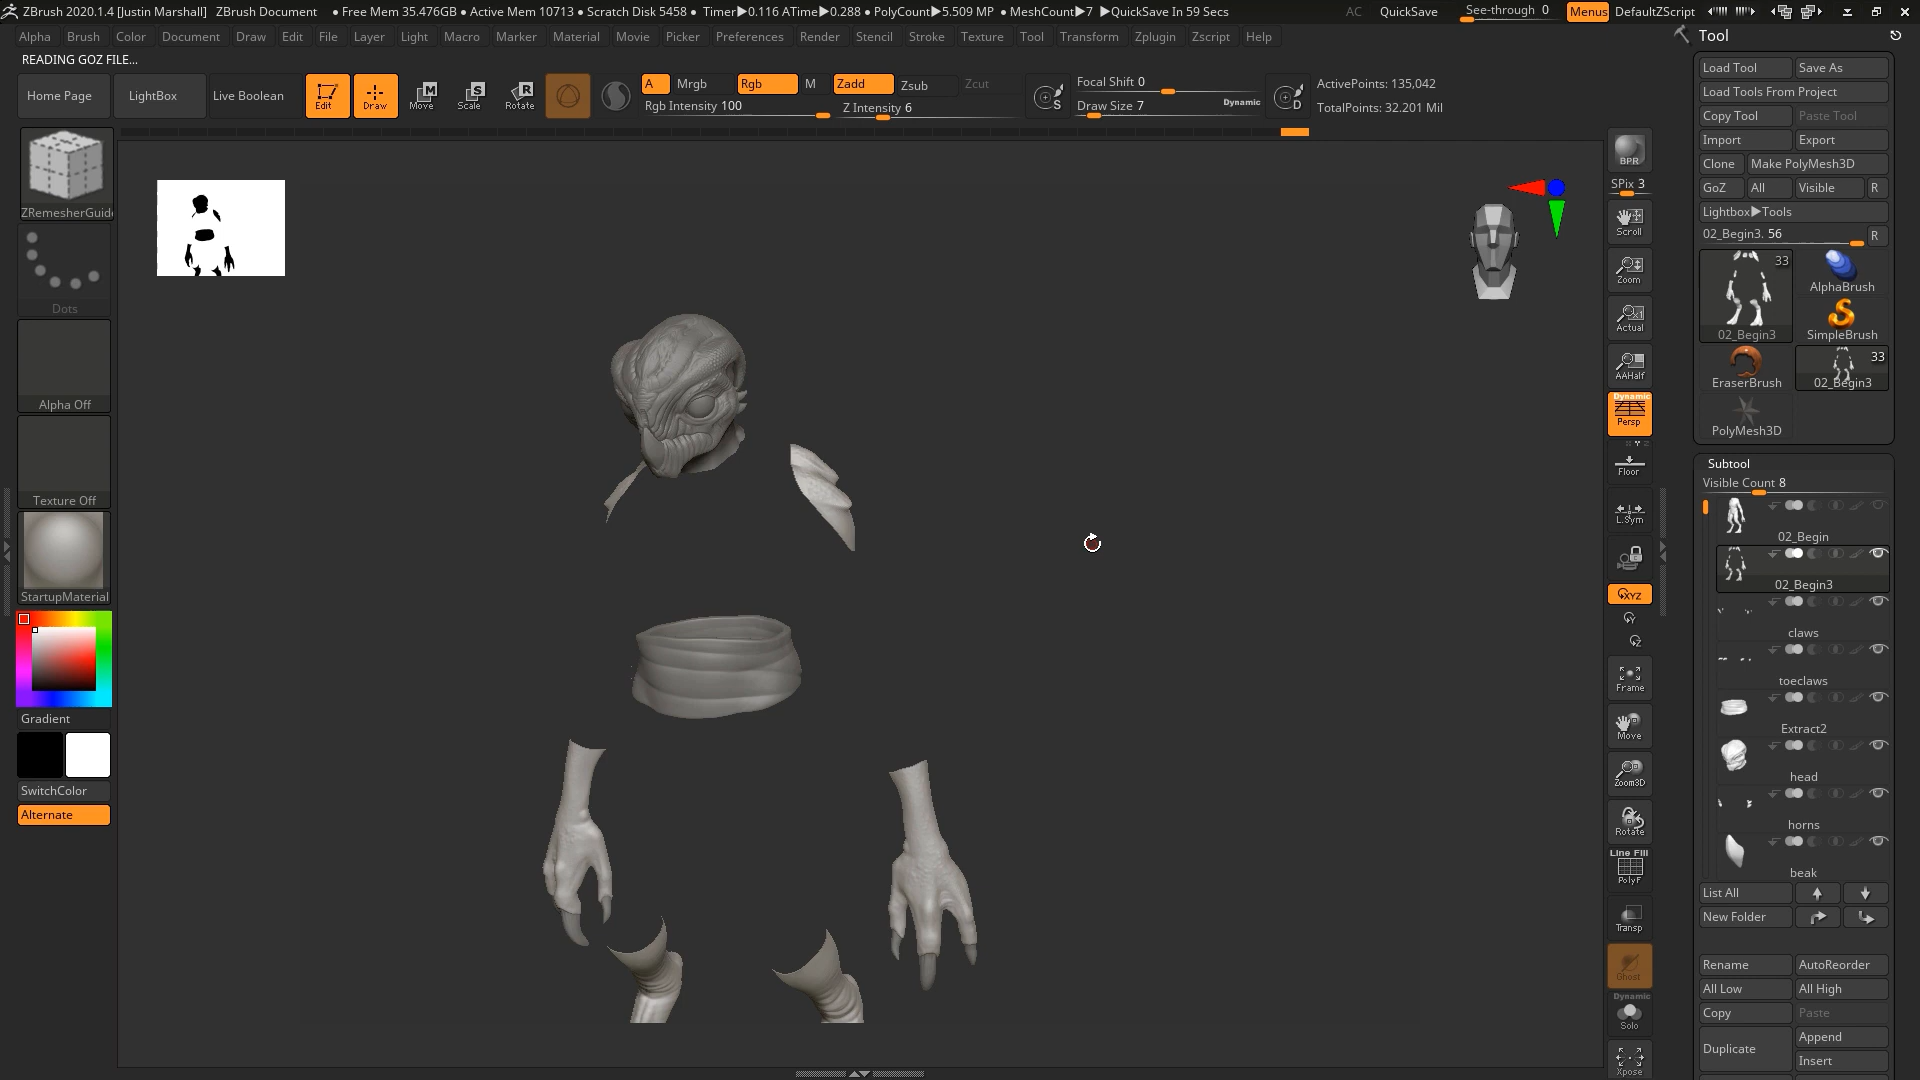 ZBrush 2020.1.4 [Justin Marshall] ZBrush Document ● Free Mem 35.476GB ● Active Mem 10713 ● Scratch Disk 5458 ● Timer▶0.116 ATime▶0.288 ● PolyCount▶5.509 MP ● MeshCount▶7 ▶QuickSave In 59 Secs AC QuickSave See-through 0 Menus DefaultZScript
Alpha Brush Color Document Draw Edit File Layer Light Macro Marker Material Movie Picker Preferences Render Stencil Stroke Texture Tool Transform Zplugin Zscript Help
READING GOZ FILE...
Home Page LightBox Live Boolean
Edit Draw Move Scale Rotate
A Mrgb Rgb M Zadd Zsub Zcut
Rgb Intensity 100 Z Intensity 6
S
Focal Shift 0
Draw Size 7 Dynamic
D
ActivePoints: 135,042
TotalPoints: 32.201 Mil
ZRemesherGuid
Dots
Alpha Off
Texture Off
StartupMaterial
Gradient
SwitchColor
Alternate
BPR
SPix 3
Scroll
Zoom
Actual
AAHalf
Dynamic
Persp
Floor
L.Sym
XYZ
Y
Z
Frame
Move
Zoom3D
Rotate
Line Fill
PolyF
Transp
Ghost
Dynamic
Solo
Xpose
Tool
Load Tool Save As
Load Tools From Project
Copy Tool Paste Tool
Import Export
Clone Make PolyMesh3D
GoZ All Visible R
Lightbox▶Tools
02_Begin3. 56 R
33
02_Begin3
AlphaBrush
SimpleBrush
EraserBrush
33
02_Begin3
PolyMesh3D
Subtool
Visible Count 8
02_Begin
02_Begin3
claws
toeclaws
Extract2
head
horns
beak
List All
New Folder
Rename AutoReorder
All Low All High
Copy Paste
Duplicate Append
Insert